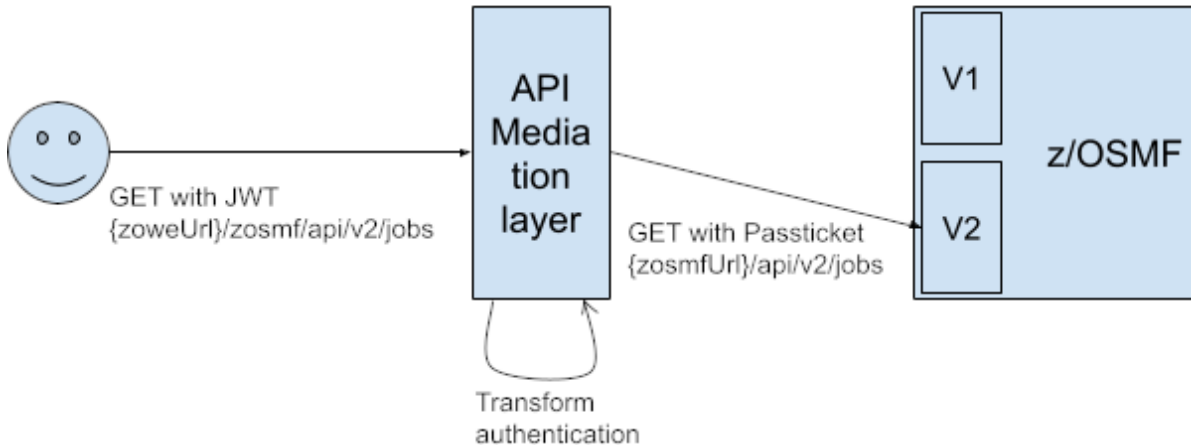 API
Media
tion
layer
V1
z/OSMF
V2
GET with JWT
{zoweUrl}/zosmf/api/v2/jobs
GET with Passticket
{zosmfUrl}/api/v2/jobs
Transform
authentication